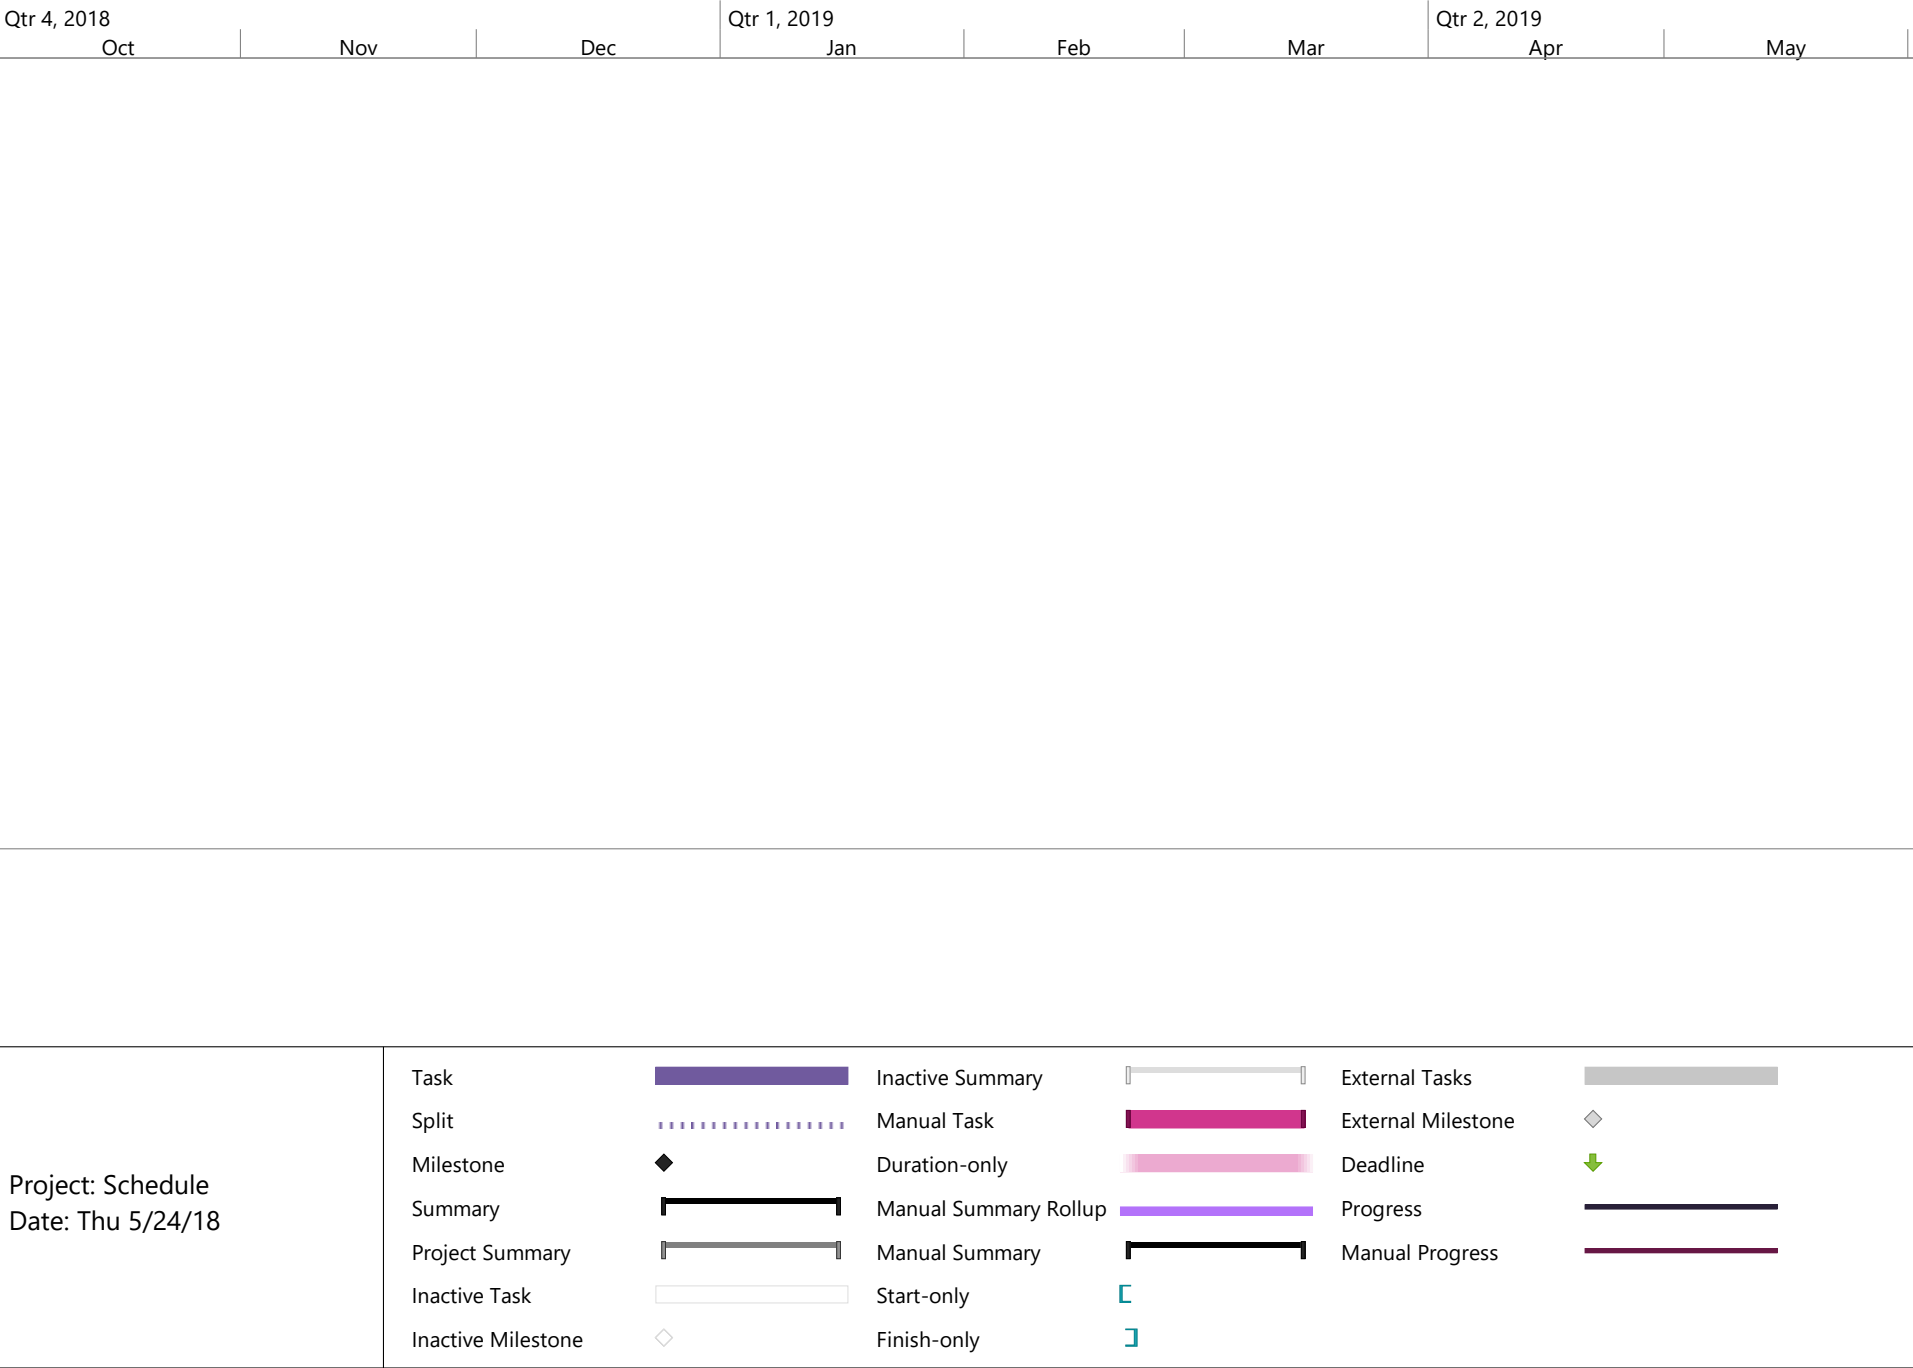 Qtr 4, 2018 Qtr 1, 2019 Qtr 2, 2019
Oct Nov Dec Jan Feb Mar Apr May
Project: Schedule
Date: Thu 5/24/18
Task
Split
Milestone
Summary
Project Summary
Inactive Task
Inactive Milestone
Inactive Summary
Manual Task
Duration-only
Manual Summary Rollup
Manual Summary
Start-only
Finish-only
External Tasks
External Milestone
Deadline
Progress
Manual Progress